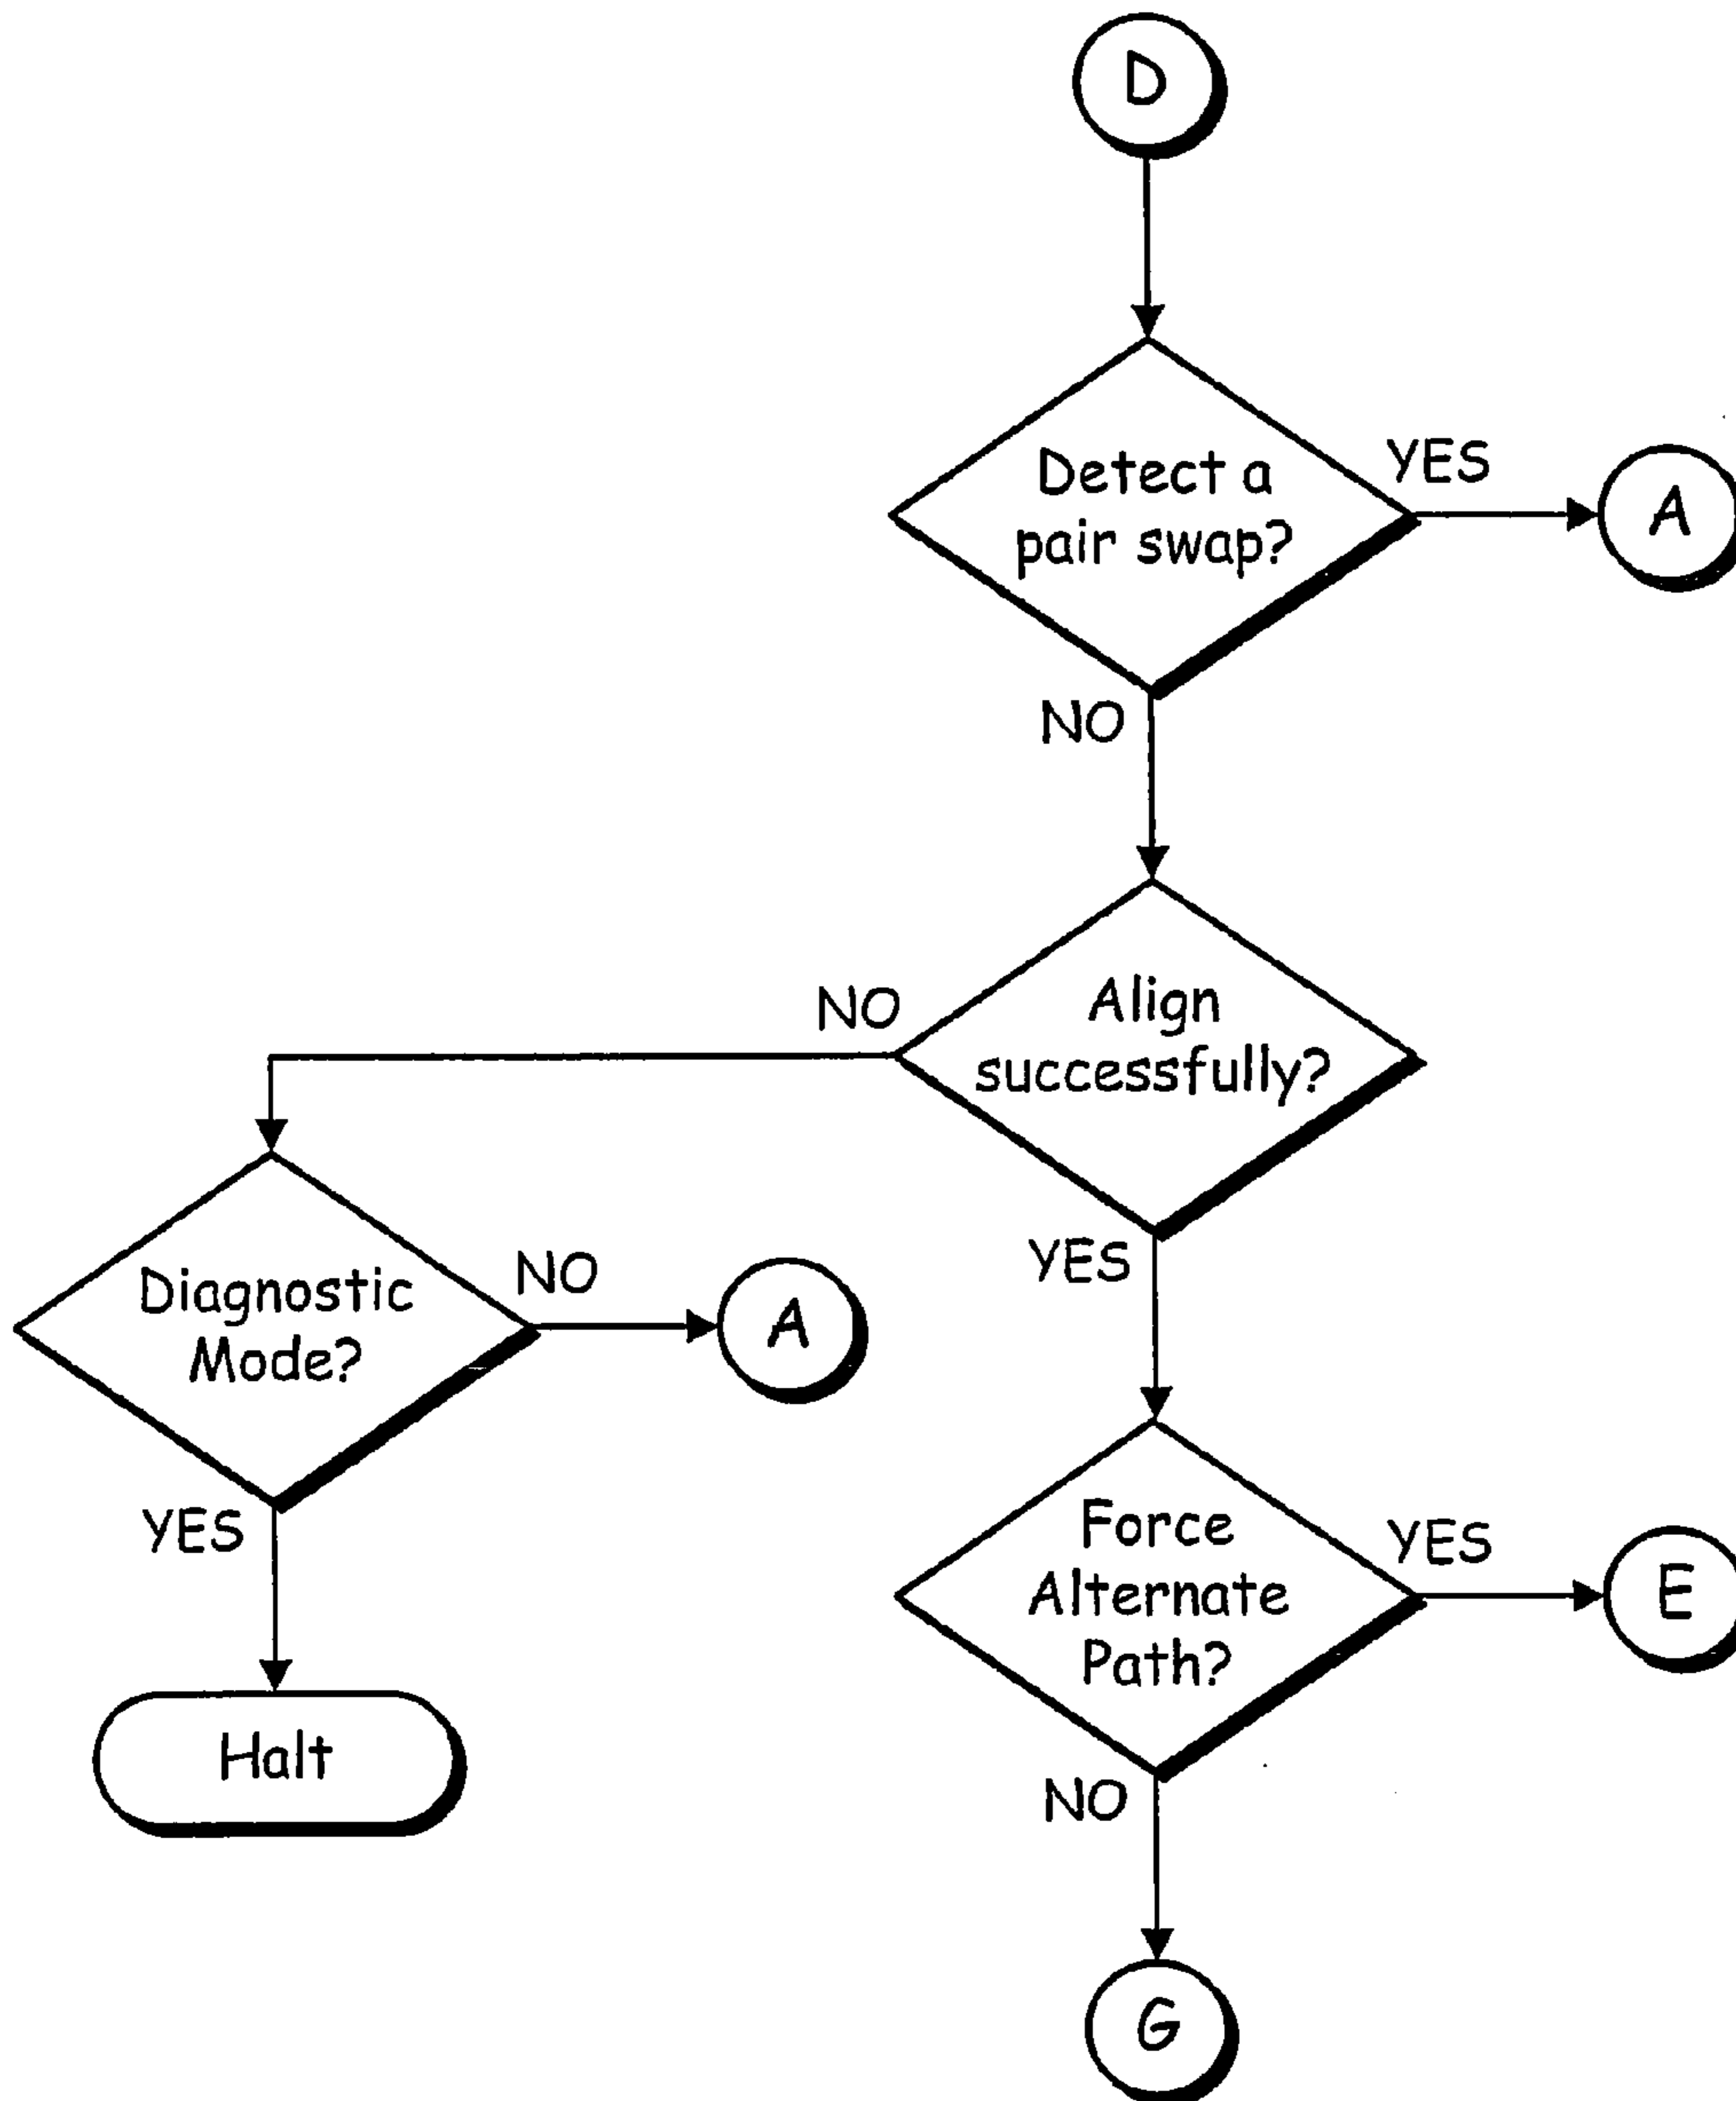 D
Detect a
pair swap?
YES
A
NO
Align
successfully?
NO
YES
Diagnostic
Mode?
NO
A
YES
Halt
Force
Alternate
Path?
YES
E
NO
G